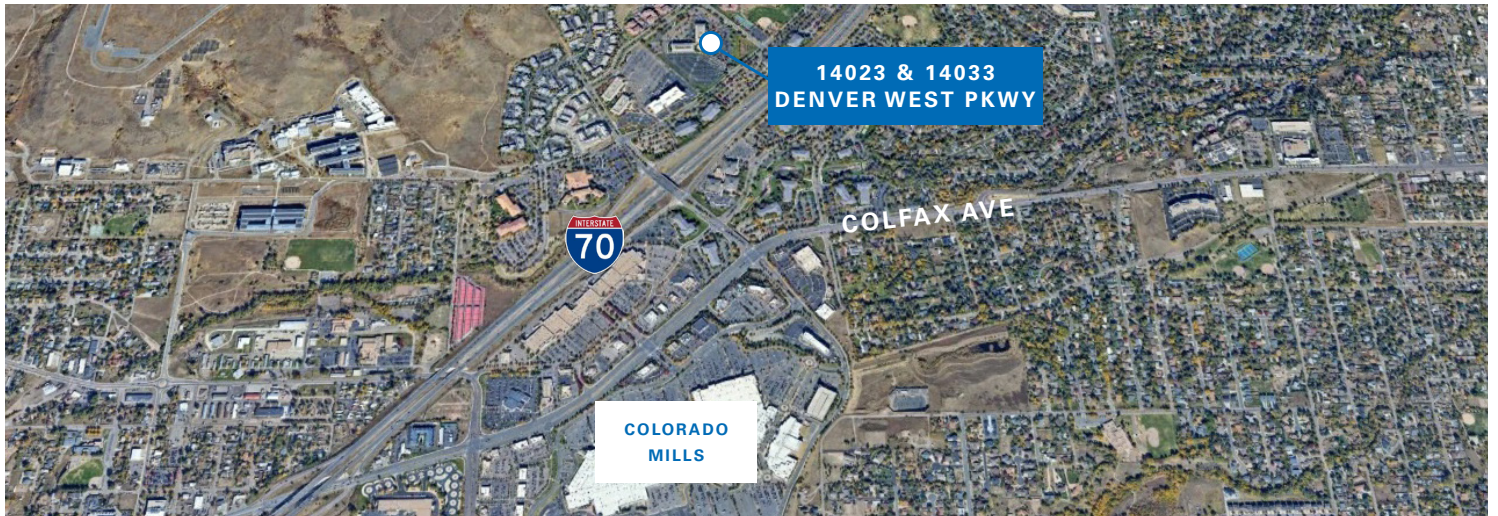 14023 & 14033
DENVER WEST PKWY
COLFAX AVE
INTERSTATE
70
COLORADO
MILLS